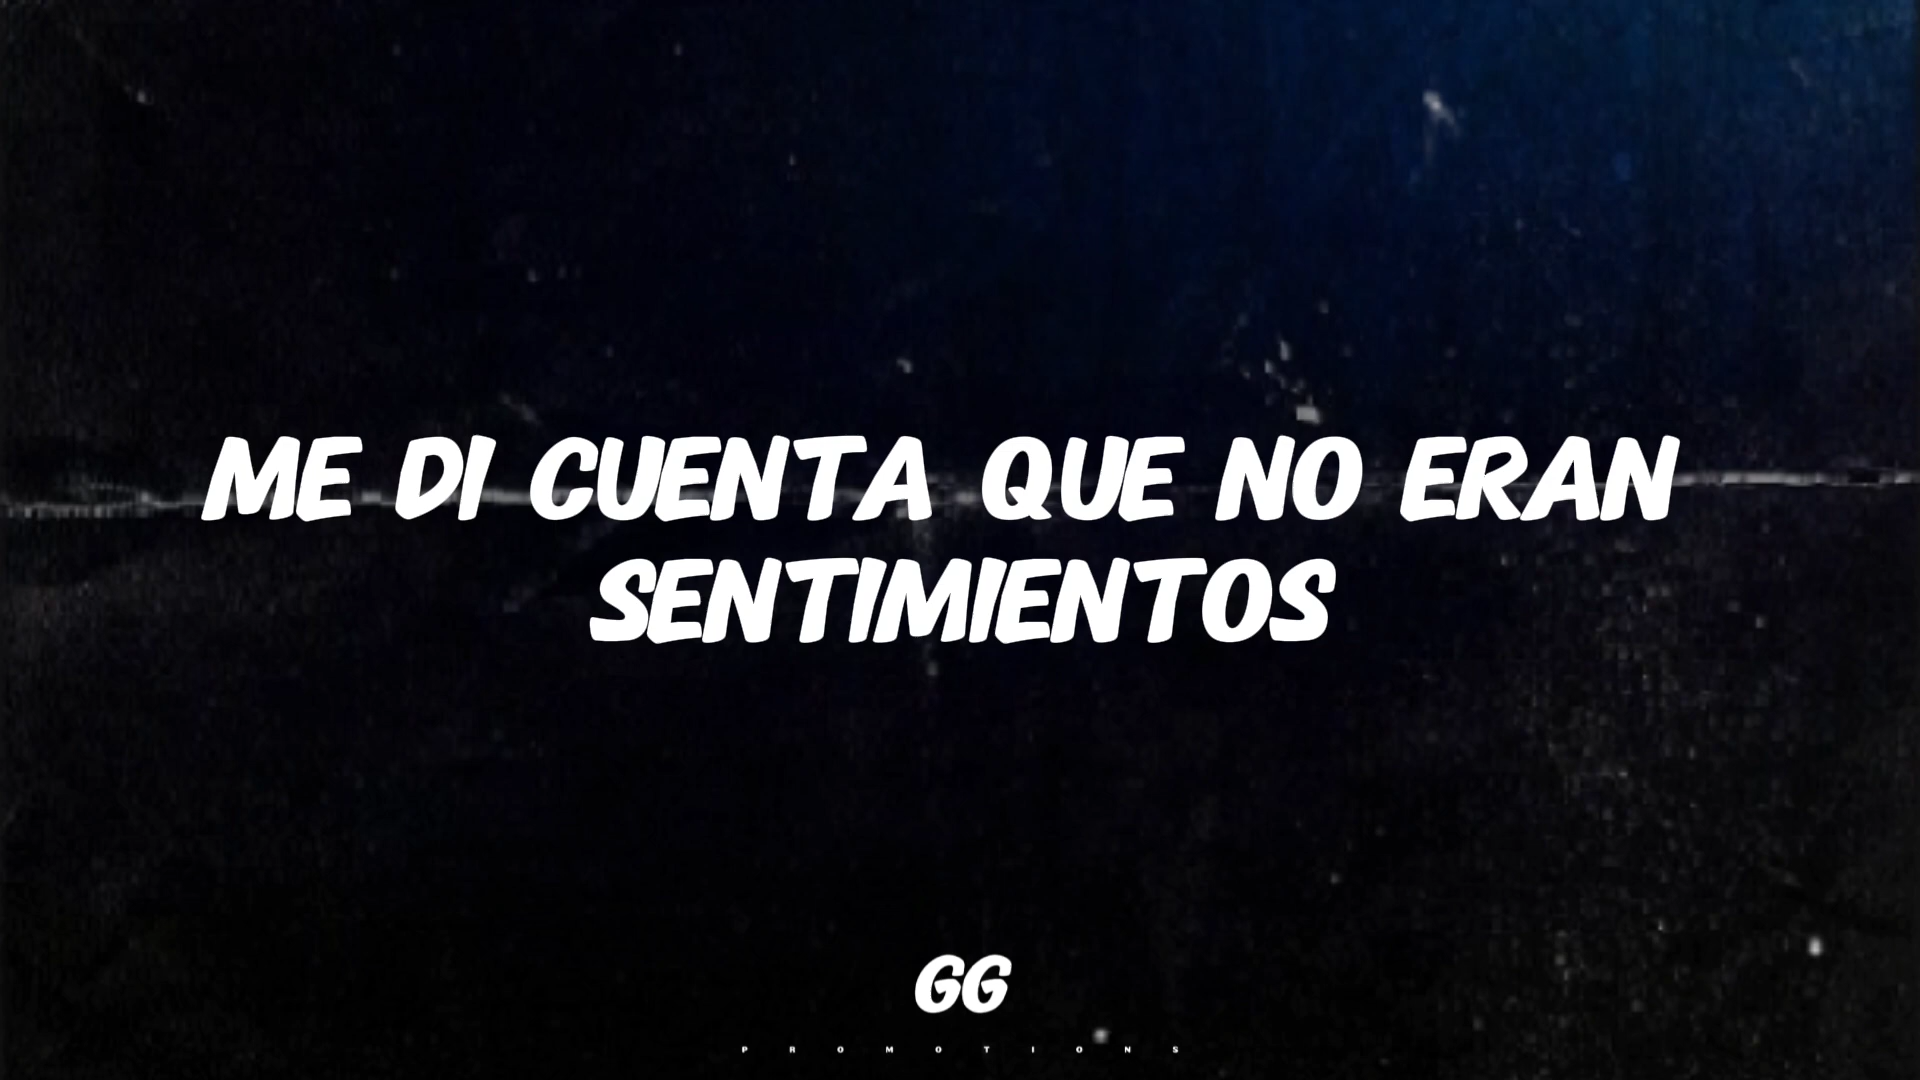 ME DI CUENTA QUE NO ERAN
SENTIMIENTOS
GG
PROMOTIONS